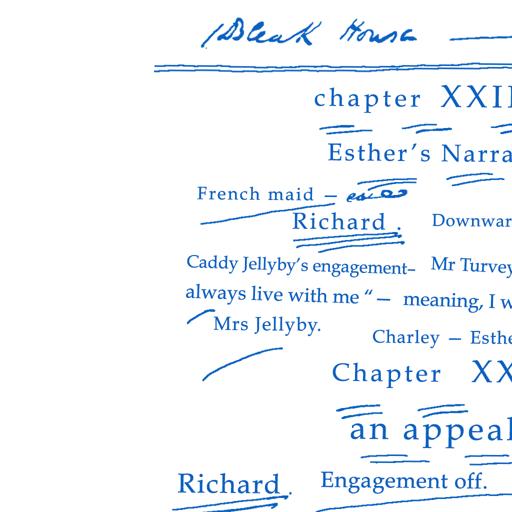 Bleak House
chapter XXII
Esther's Narra
French maid —
Richard. Downwar
Caddy Jellyby's engagement– Mr Turvey
always live with me “ — meaning, I w
Mrs Jellyby.
Charley — Esthe
Chapter XX
an appeal
Richard. Engagement off.